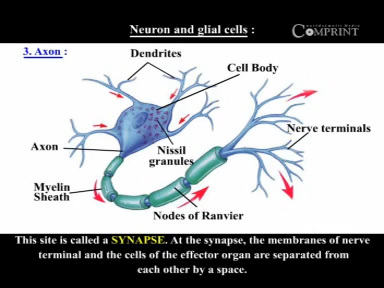 Neuron and glial cells :
COMPRINT
3. Axon :
Dendrites
Cell Body
Nerve terminals
Axon
Nissil
granules
Myelin
Sheath
Nodes of Ranvier
This site is called a SYNAPSE. At the synapse, the membranes of nerve
terminal and the cells of the effector organ are separated from
each other by a space.